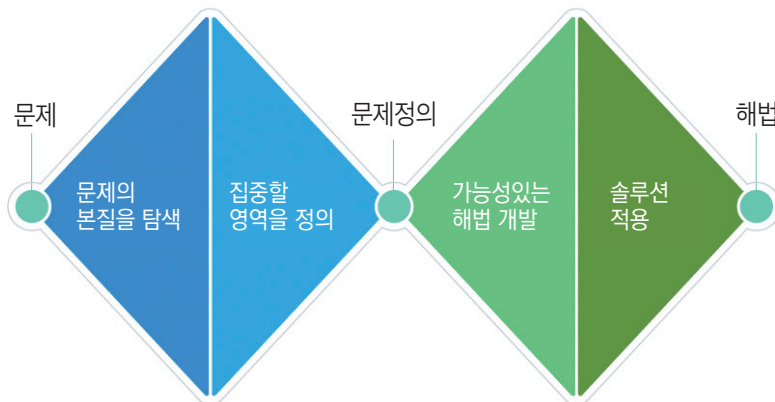 문제
문제정의
해법
문제의
본질을 탐색
집중할
영역을 정의
가능성있는
해법 개발
솔루션
적용